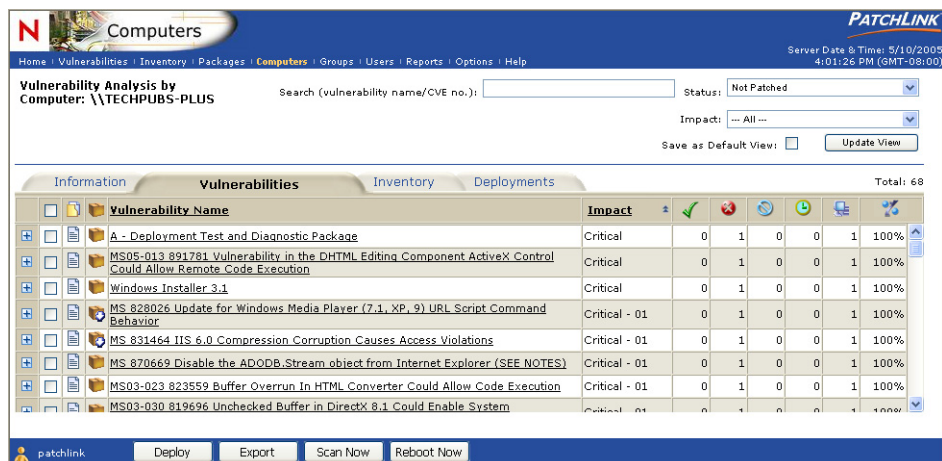 N Computers
PATCHLINK
Server Date & Time: 5/10/2005
4:01:26 PM (GMT-08:00)
Home Vulnerabilities Inventory Packages Computers Groups Users Reports Options Help
Vulnerability Analysis by
Computer: \\TECHPUBS-PLUS
Search (vulnerability name/CVE no.):
Status: Not Patched
Impact: --- All ---
Save as Default View: Update View
Information Vulnerabilities Inventory Deployments Total: 68
Vulnerability Name Impact
A - Deployment Test and Diagnostic Package Critical 0 1 0 0 1 100%
MS05-013 891781 Vulnerability in the DHTML Editing Component ActiveX Control
Could Allow Remote Code Execution Critical 0 1 0 0 1 100%
Windows Installer 3.1 Critical 0 1 0 0 1 100%
MS 828026 Update for Windows Media Player (7.1, XP, 9) URL Script Command
Behavior Critical - 01 0 1 0 0 1 100%
MS 831464 IIS 6.0 Compression Corruption Causes Access Violations Critical - 01 0 1 0 0 1 100%
MS 870669 Disable the ADODB.Stream object from Internet Explorer (SEE NOTES) Critical - 01 0 1 0 0 1 100%
MS03-023 823559 Buffer Overrun In HTML Converter Could Allow Code Execution Critical - 01 0 1 0 0 1 100%
MS03-030 819696 Unchecked Buffer in DirectX 8.1 Could Enable System Critical - 01 0 1 0 0 1 100%
patchlink Deploy Export Scan Now Reboot Now